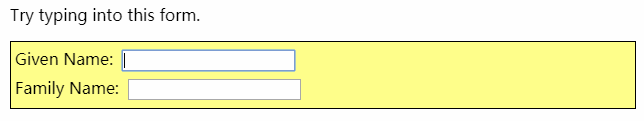 Try typing into this form.
Given Name:
Family Name: